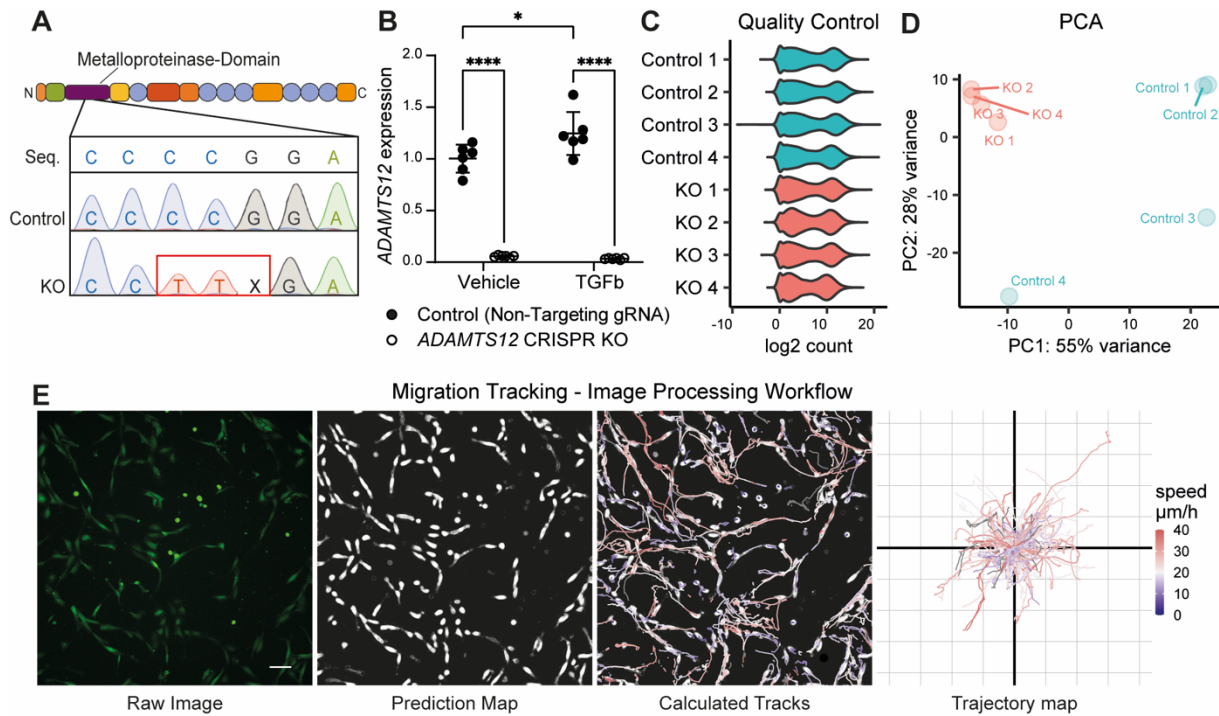 A
Metalloproteinase-Domain
N
C
Seq.
C C C C G G A
Control
C C C C G G A
KO
C C T T X G A
B
*
**** ****
ADAMTS12 expression
2.0
1.5
1.0
0.5
0.0
Vehicle TGFb
Control (Non-Targeting gRNA)
ADAMTS12 CRISPR KO
C
Quality Control
Control 1
Control 2
Control 3
Control 4
KO 1
KO 2
KO 3
KO 4
-10 0 10 20
log2 count
D
PCA
PC2: 28% variance
10
0
-10
-20
KO 2
KO 4
KO 3
KO 1
Control 1
Control 2
Control 3
Control 4
-10 0 10 20
PC1: 55% variance
E
Migration Tracking - Image Processing Workflow
speed
µm/h
40
30
20
10
0
Raw Image Prediction Map Calculated Tracks Trajectory map